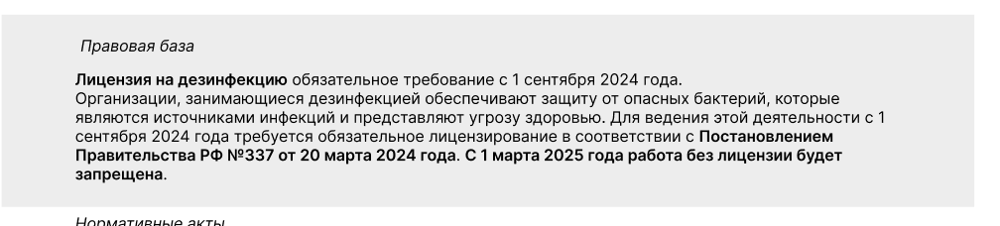 Правовая база
Лицензия на дезинфекцию обязательное требование с 1 сентября 2024 года.
Организации, занимающиеся дезинфекцией обеспечивают защиту от опасных бактерий, которые
являются источниками инфекций и представляют угрозу здоровью. Для ведения этой деятельности с 1
сентября 2024 года требуется обязательное лицензирование в соответствии с Постановлением
Правительства РФ №337 от 20 марта 2024 года. С 1 марта 2025 года работа без лицензии будет
запрещена.
Нормативные акты